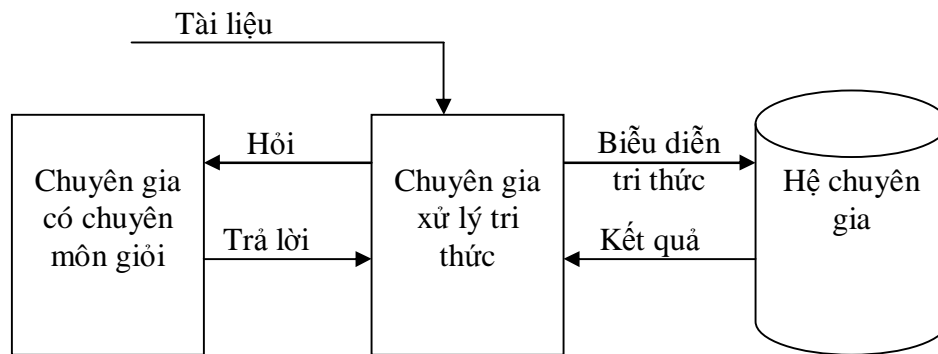 Tài liệu
Hỏi
Chuyên gia
có chuyên
môn giỏi
Trả lời
Chuyên gia
xử lý tri
thức
Biễu diễn
tri thức
Kết quả
Hệ chuyên
gia